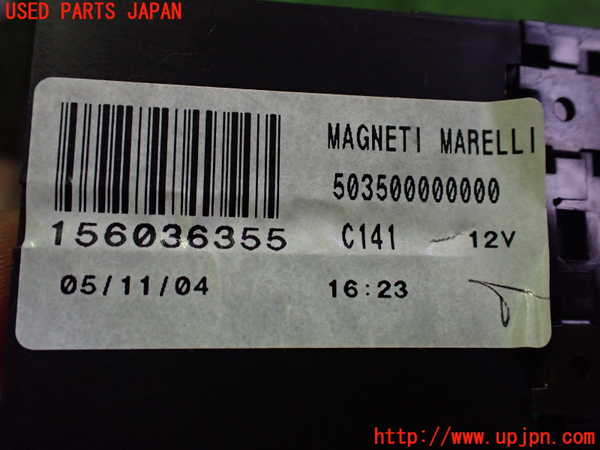 USED PARTS JAPAN
MAGNETI MARELLI
503500000000
156036355
C141
12V
05/11/04
16:23
http://www.upjpn.com/